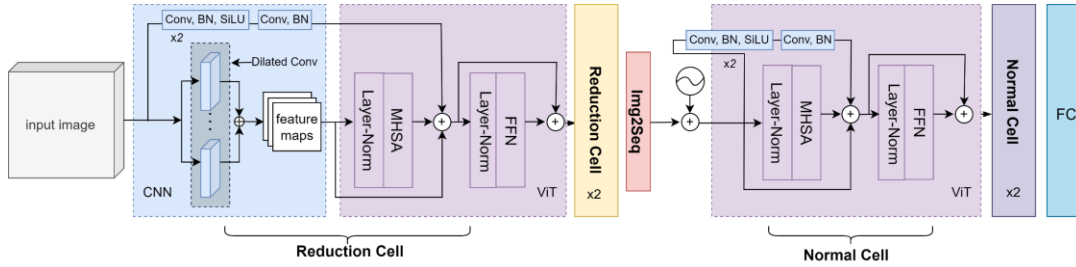 Conv, BN, SiLU
Conv, BN
x2
Dilated Conv
input image
feature
maps
CNN
Layer-Norm
MHSA
Layer-Norm
FFN
ViT
Reduction Cell
x2
Img2Seq
Reduction Cell
Conv, BN, SiLU
Conv, BN
x2
Layer-Norm
MHSA
Layer-Norm
FFN
ViT
Normal Cell
x2
FC
Normal Cell